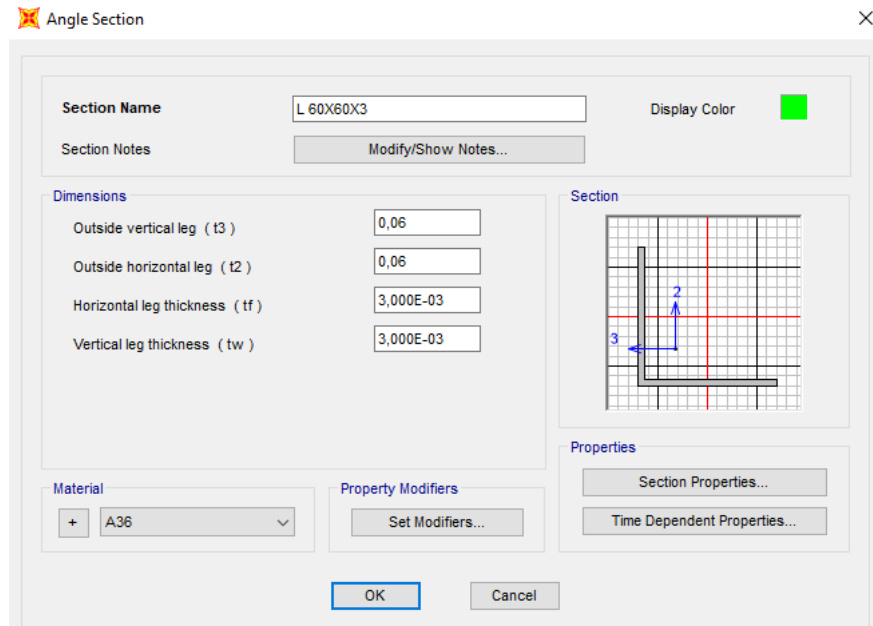 Angle Section
Section Name L 60X60X3 Display Color
Section Notes Modify/Show Notes...
Dimensions
Outside vertical leg ( t3 ) 0,06
Outside horizontal leg ( t2 ) 0,06
Horizontal leg thickness ( tf ) 3,000E-03
Vertical leg thickness ( tw ) 3,000E-03
Section
2
3
Material
+ A36
Property Modifiers
Set Modifiers...
Properties
Section Properties...
Time Dependent Properties...
OK Cancel